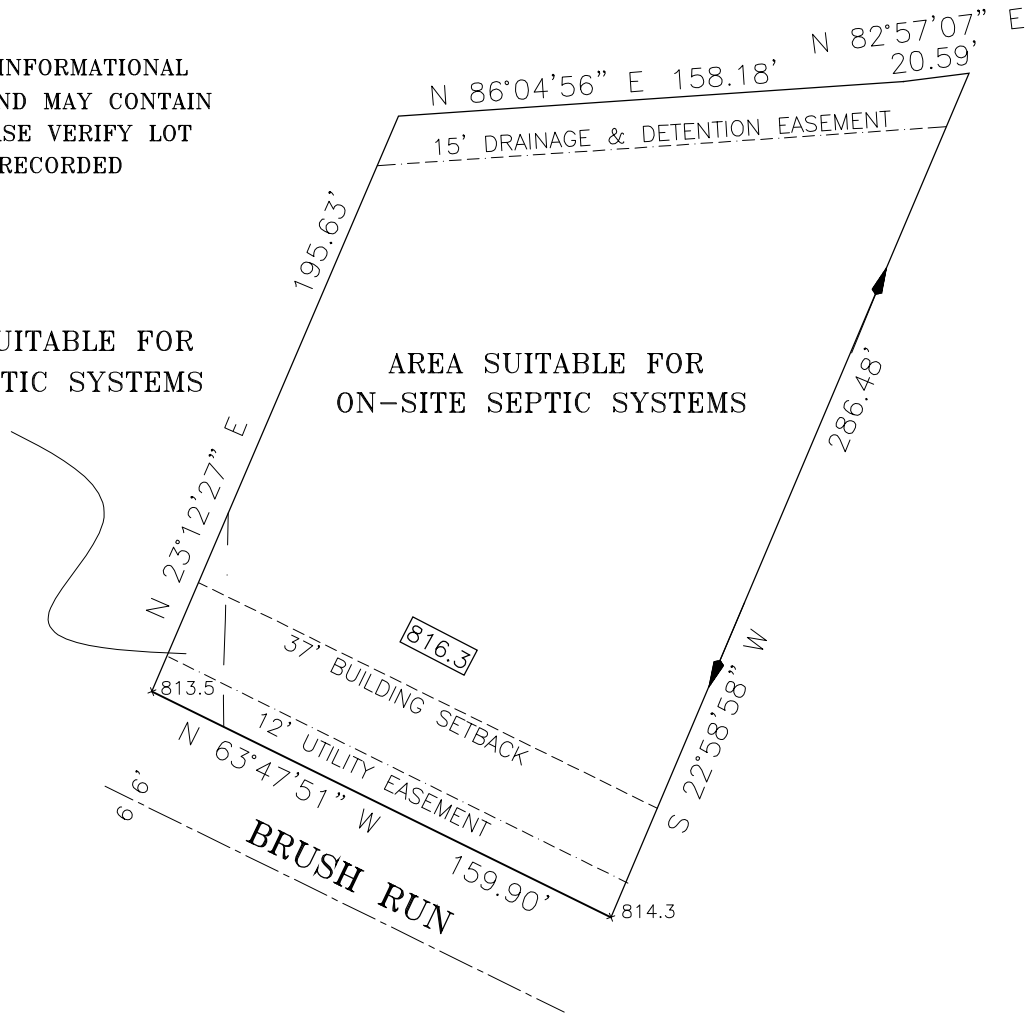 INFORMATIONAL
ND MAY CONTAIN
ASE VERIFY LOT
RECORDED
N 82°57'07" E
20.59'
N 86°04'56" E 158.18'
15' DRAINAGE & DETENTION EASEMENT
195.63'
UITABLE FOR
TIC SYSTEMS
AREA SUITABLE FOR
ON-SITE SEPTIC SYSTEMS
286.48'
N 23°12'27" E
816.3
37' BUILDING SETBACK
S 22°58'58" W
813.5
12' UTILITY EASEMENT
N 63°47'51" W 159.90'
6'
6
BRUSH RUN
814.3